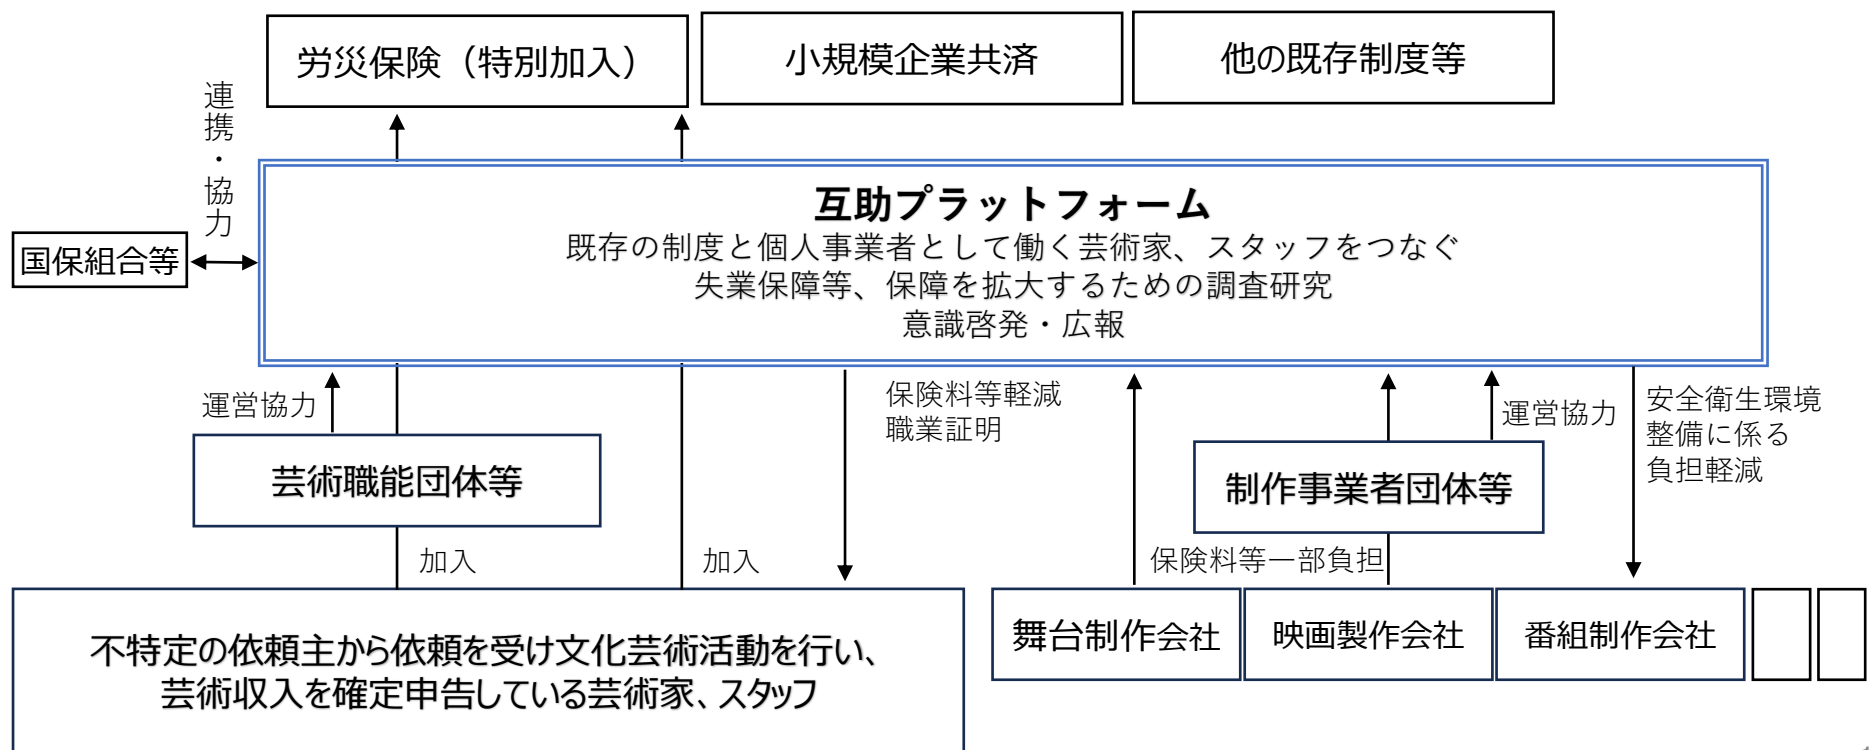 労災保険（特別加入）
小規模企業共済
他の既存制度等
連携・協力
国保組合等
互助プラットフォーム
既存の制度と個人事業者として働く芸術家、スタッフをつなぐ
失業保障等、保障を拡大するための調査研究
意識啓発・広報
運営協力
保険料等軽減
職業証明
運営協力
安全衛生環境
整備に係る
負担軽減
芸術職能団体等
制作事業者団体等
加入
加入
保険料等一部負担
不特定の依頼主から依頼を受け文化芸術活動を行い、
芸術収入を確定申告している芸術家、スタッフ
舞台制作会社
映画製作会社
番組制作会社